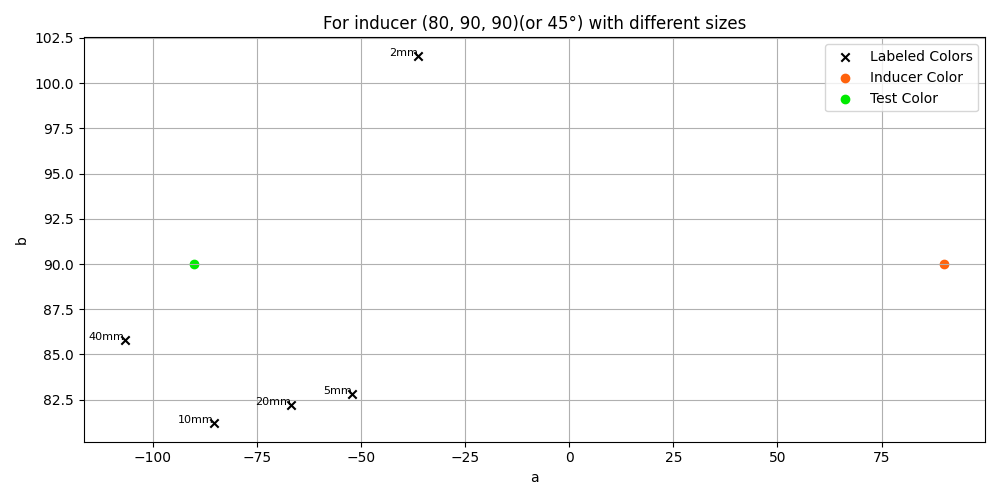 For inducer (80, 90, 90)(or 45°) with different sizes
102.5
100.0
97.5
95.0
92.5
90.0
87.5
85.0
82.5
b
2mm
40mm
5mm
20mm
10mm
Labeled Colors
Inducer Color
Test Color
−100
−75
−50
−25
0
25
50
75
a